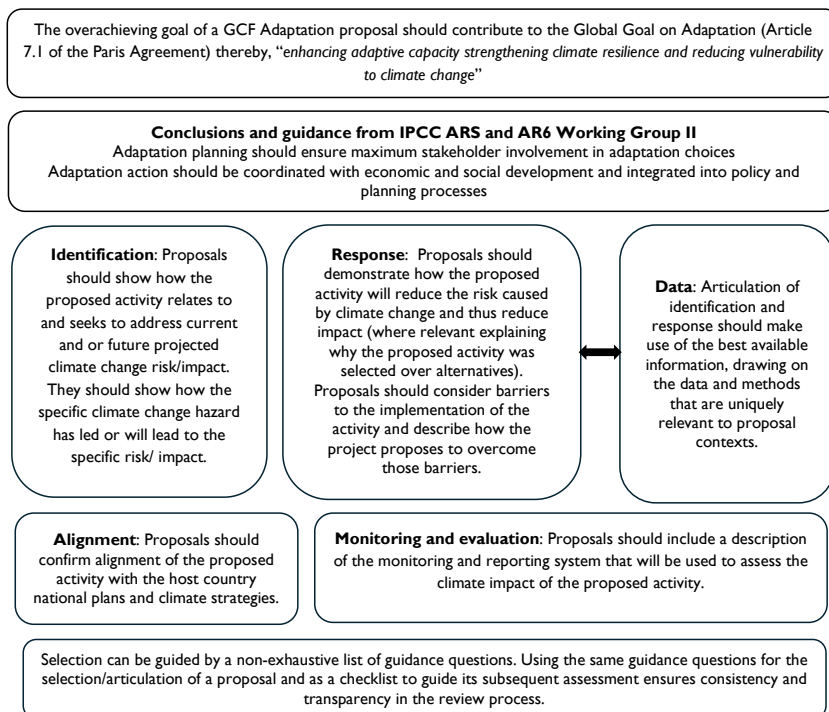 The overachieving goal of a GCF Adaptation proposal should contribute to the Global Goal on Adaptation (Article
7.1 of the Paris Agreement) thereby, “enhancing adaptive capacity strengthening climate resilience and reducing vulnerability
to climate change”
Conclusions and guidance from IPCC ARS and AR6 Working Group II
Adaptation planning should ensure maximum stakeholder involvement in adaptation choices
Adaptation action should be coordinated with economic and social development and integrated into policy and
planning processes
Identification: Proposals
should show how the
proposed activity relates to
and seeks to address current
and or future projected
climate change risk/impact.
They should show how the
specific climate change hazard
has led or will lead to the
specific risk/ impact.
Response: Proposals should
demonstrate how the proposed
activity will reduce the risk caused
by climate change and thus reduce
impact (where relevant explaining
why the proposed activity was
selected over alternatives).
Proposals should consider barriers
to the implementation of the
activity and describe how the
project proposes to overcome
those barriers.
Data: Articulation of
identification and
response should make
use of the best available
information, drawing on
the data and methods
that are uniquely
relevant to proposal
contexts.
Alignment: Proposals should
confirm alignment of the proposed
activity with the host country
national plans and climate strategies.
Monitoring and evaluation: Proposals should include a description
of the monitoring and reporting system that will be used to assess the
climate impact of the proposed activity.
Selection can be guided by a non-exhaustive list of guidance questions. Using the same guidance questions for the
selection/articulation of a proposal and as a checklist to guide its subsequent assessment ensures consistency and
transparency in the review process.